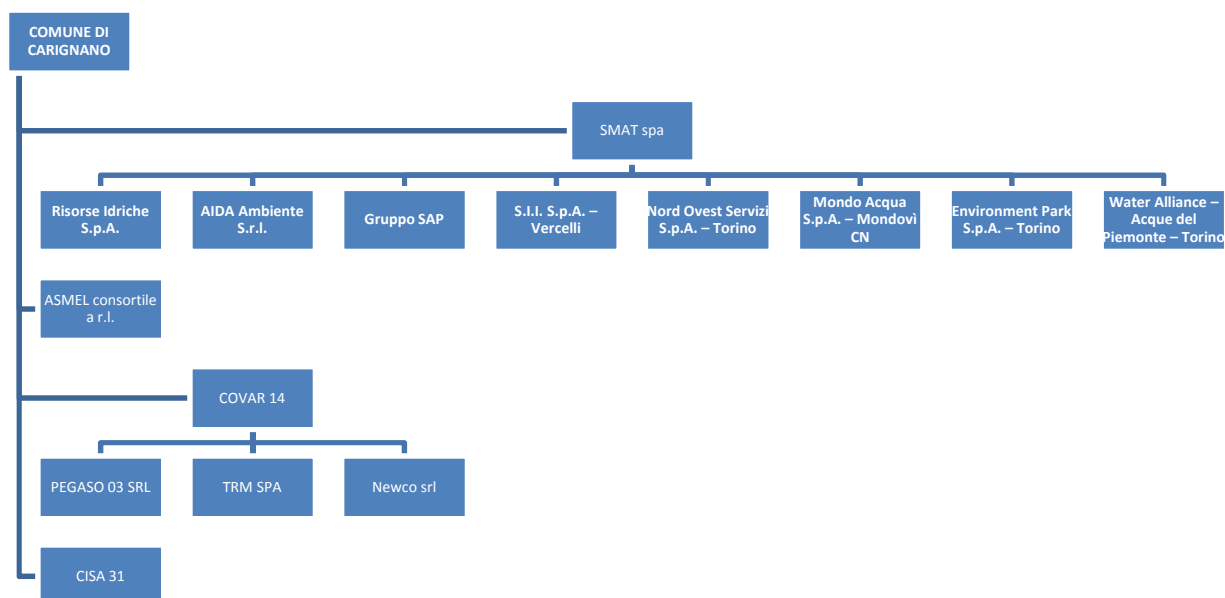 COMUNE DI
CARIGNANO
SMAT spa
Risorse Idriche
S.p.A.
AIDA Ambiente
S.r.l.
Gruppo SAP
S.I.I. S.p.A. –
Vercelli
Nord Ovest Servizi
S.p.A. – Torino
Mondo Acqua
S.p.A. – Mondovì
CN
Environment Park
S.p.A. – Torino
Water Alliance –
Acque del
Piemonte – Torino
ASMEL consortile
a r.l.
COVAR 14
PEGASO 03 SRL
TRM SPA
Newco srl
CISA 31